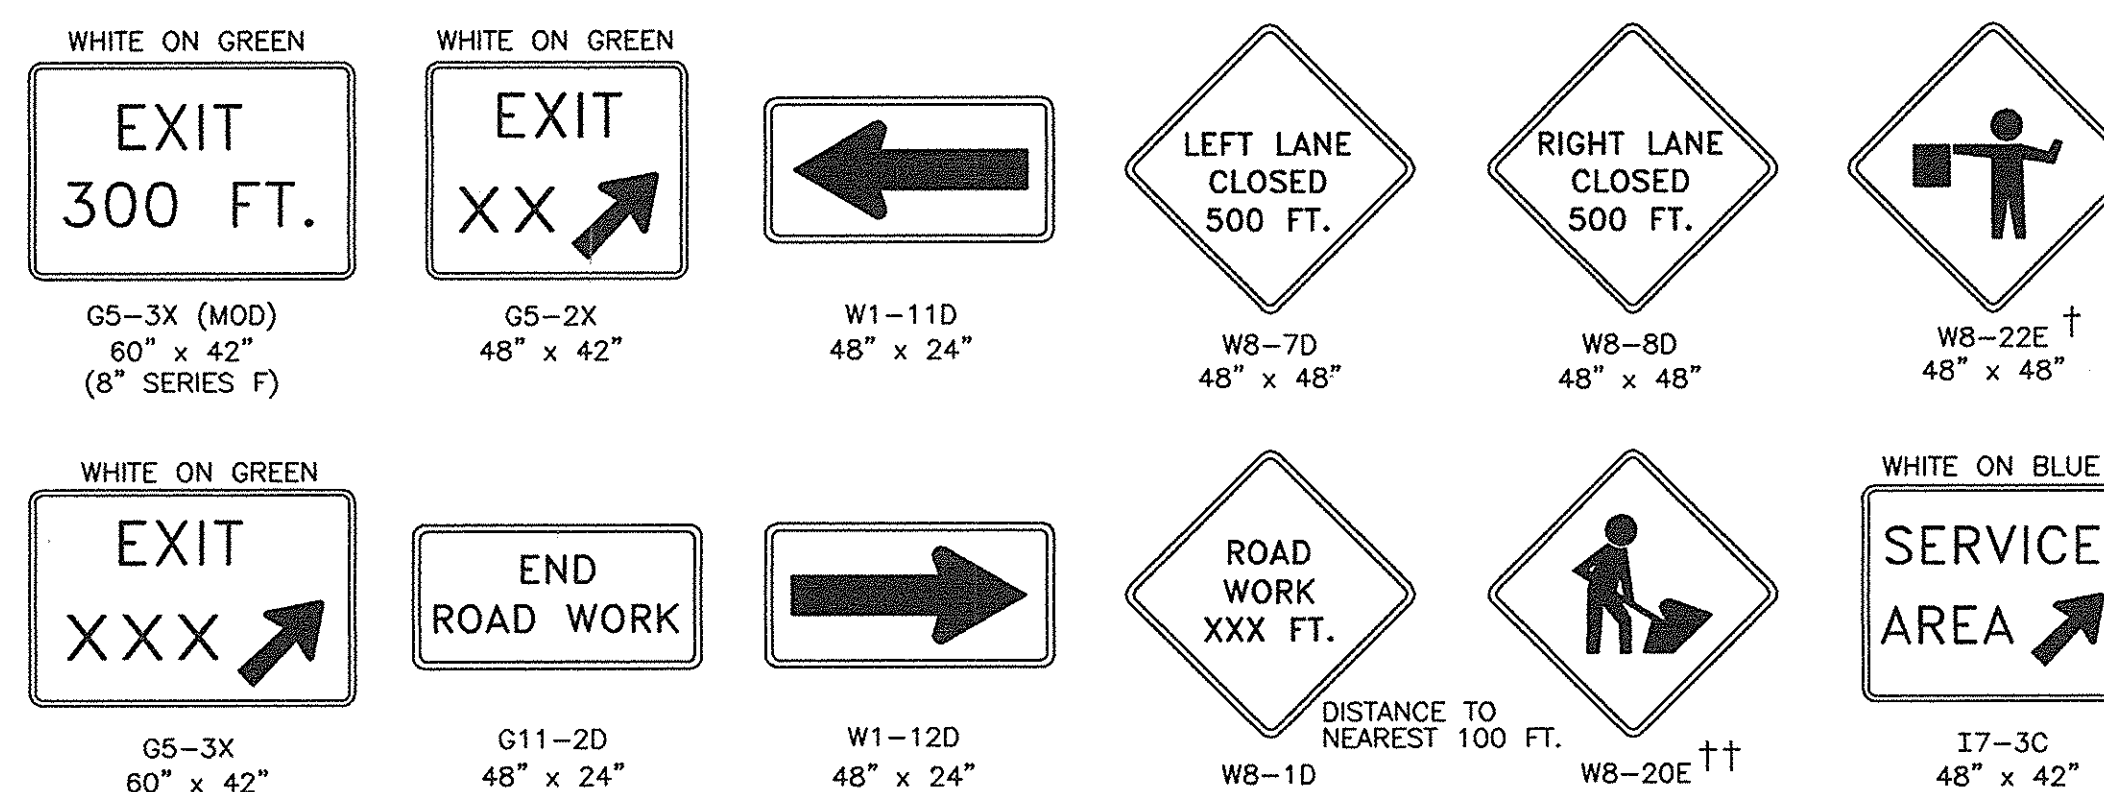 WHITE ON GREEN
EXIT
300 FT.
G5-3X (MOD)
60" x 42"
(8" SERIES F)
WHITE ON GREEN
EXIT
XX
G5-2X
48" x 42"
W1-11D
48" x 24"
LEFT LANE
CLOSED
500 FT.
W8-7D
48" x 48"
RIGHT LANE
CLOSED
500 FT.
W8-8D
48" x 48"
W8-22E †
48" x 48"
WHITE ON GREEN
EXIT
XXX
G5-3X
60" x 42"
END
ROAD WORK
G11-2D
48" x 24"
W1-12D
48" x 24"
ROAD
WORK
XXX FT.
DISTANCE TO
NEAREST 100 FT.
W8-1D
W8-20E ††
WHITE ON BLUE
SERVICE
AREA
I7-3C
48" x 42"